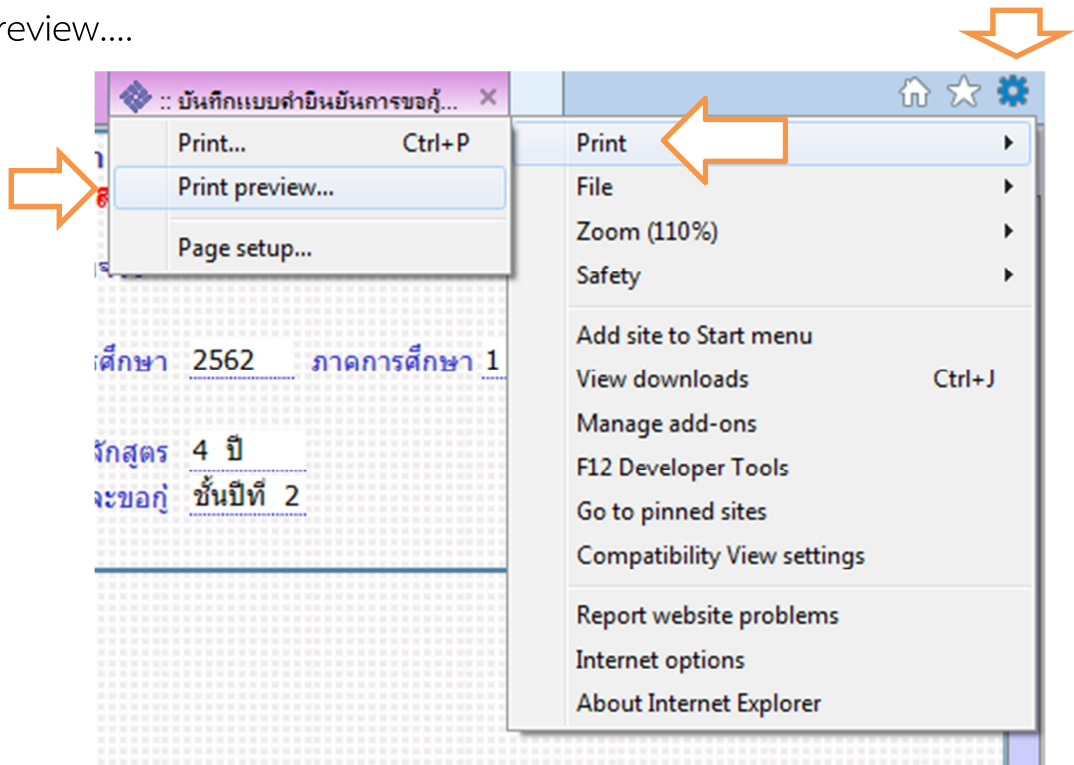 review....
:: บันทึกแบบคำยืนยันการขอกู้...
Print... Ctrl+P
Print preview...
Page setup...
Print
File
Zoom (110%)
Safety
Add site to Start menu
View downloads Ctrl+J
Manage add-ons
F12 Developer Tools
Go to pinned sites
Compatibility View settings
Report website problems
Internet options
About Internet Explorer
ศึกษา 2562 ภาคการศึกษา 1
ลักสูตร 4 ปี
จะขอกู้ ชั้นปีที่ 2